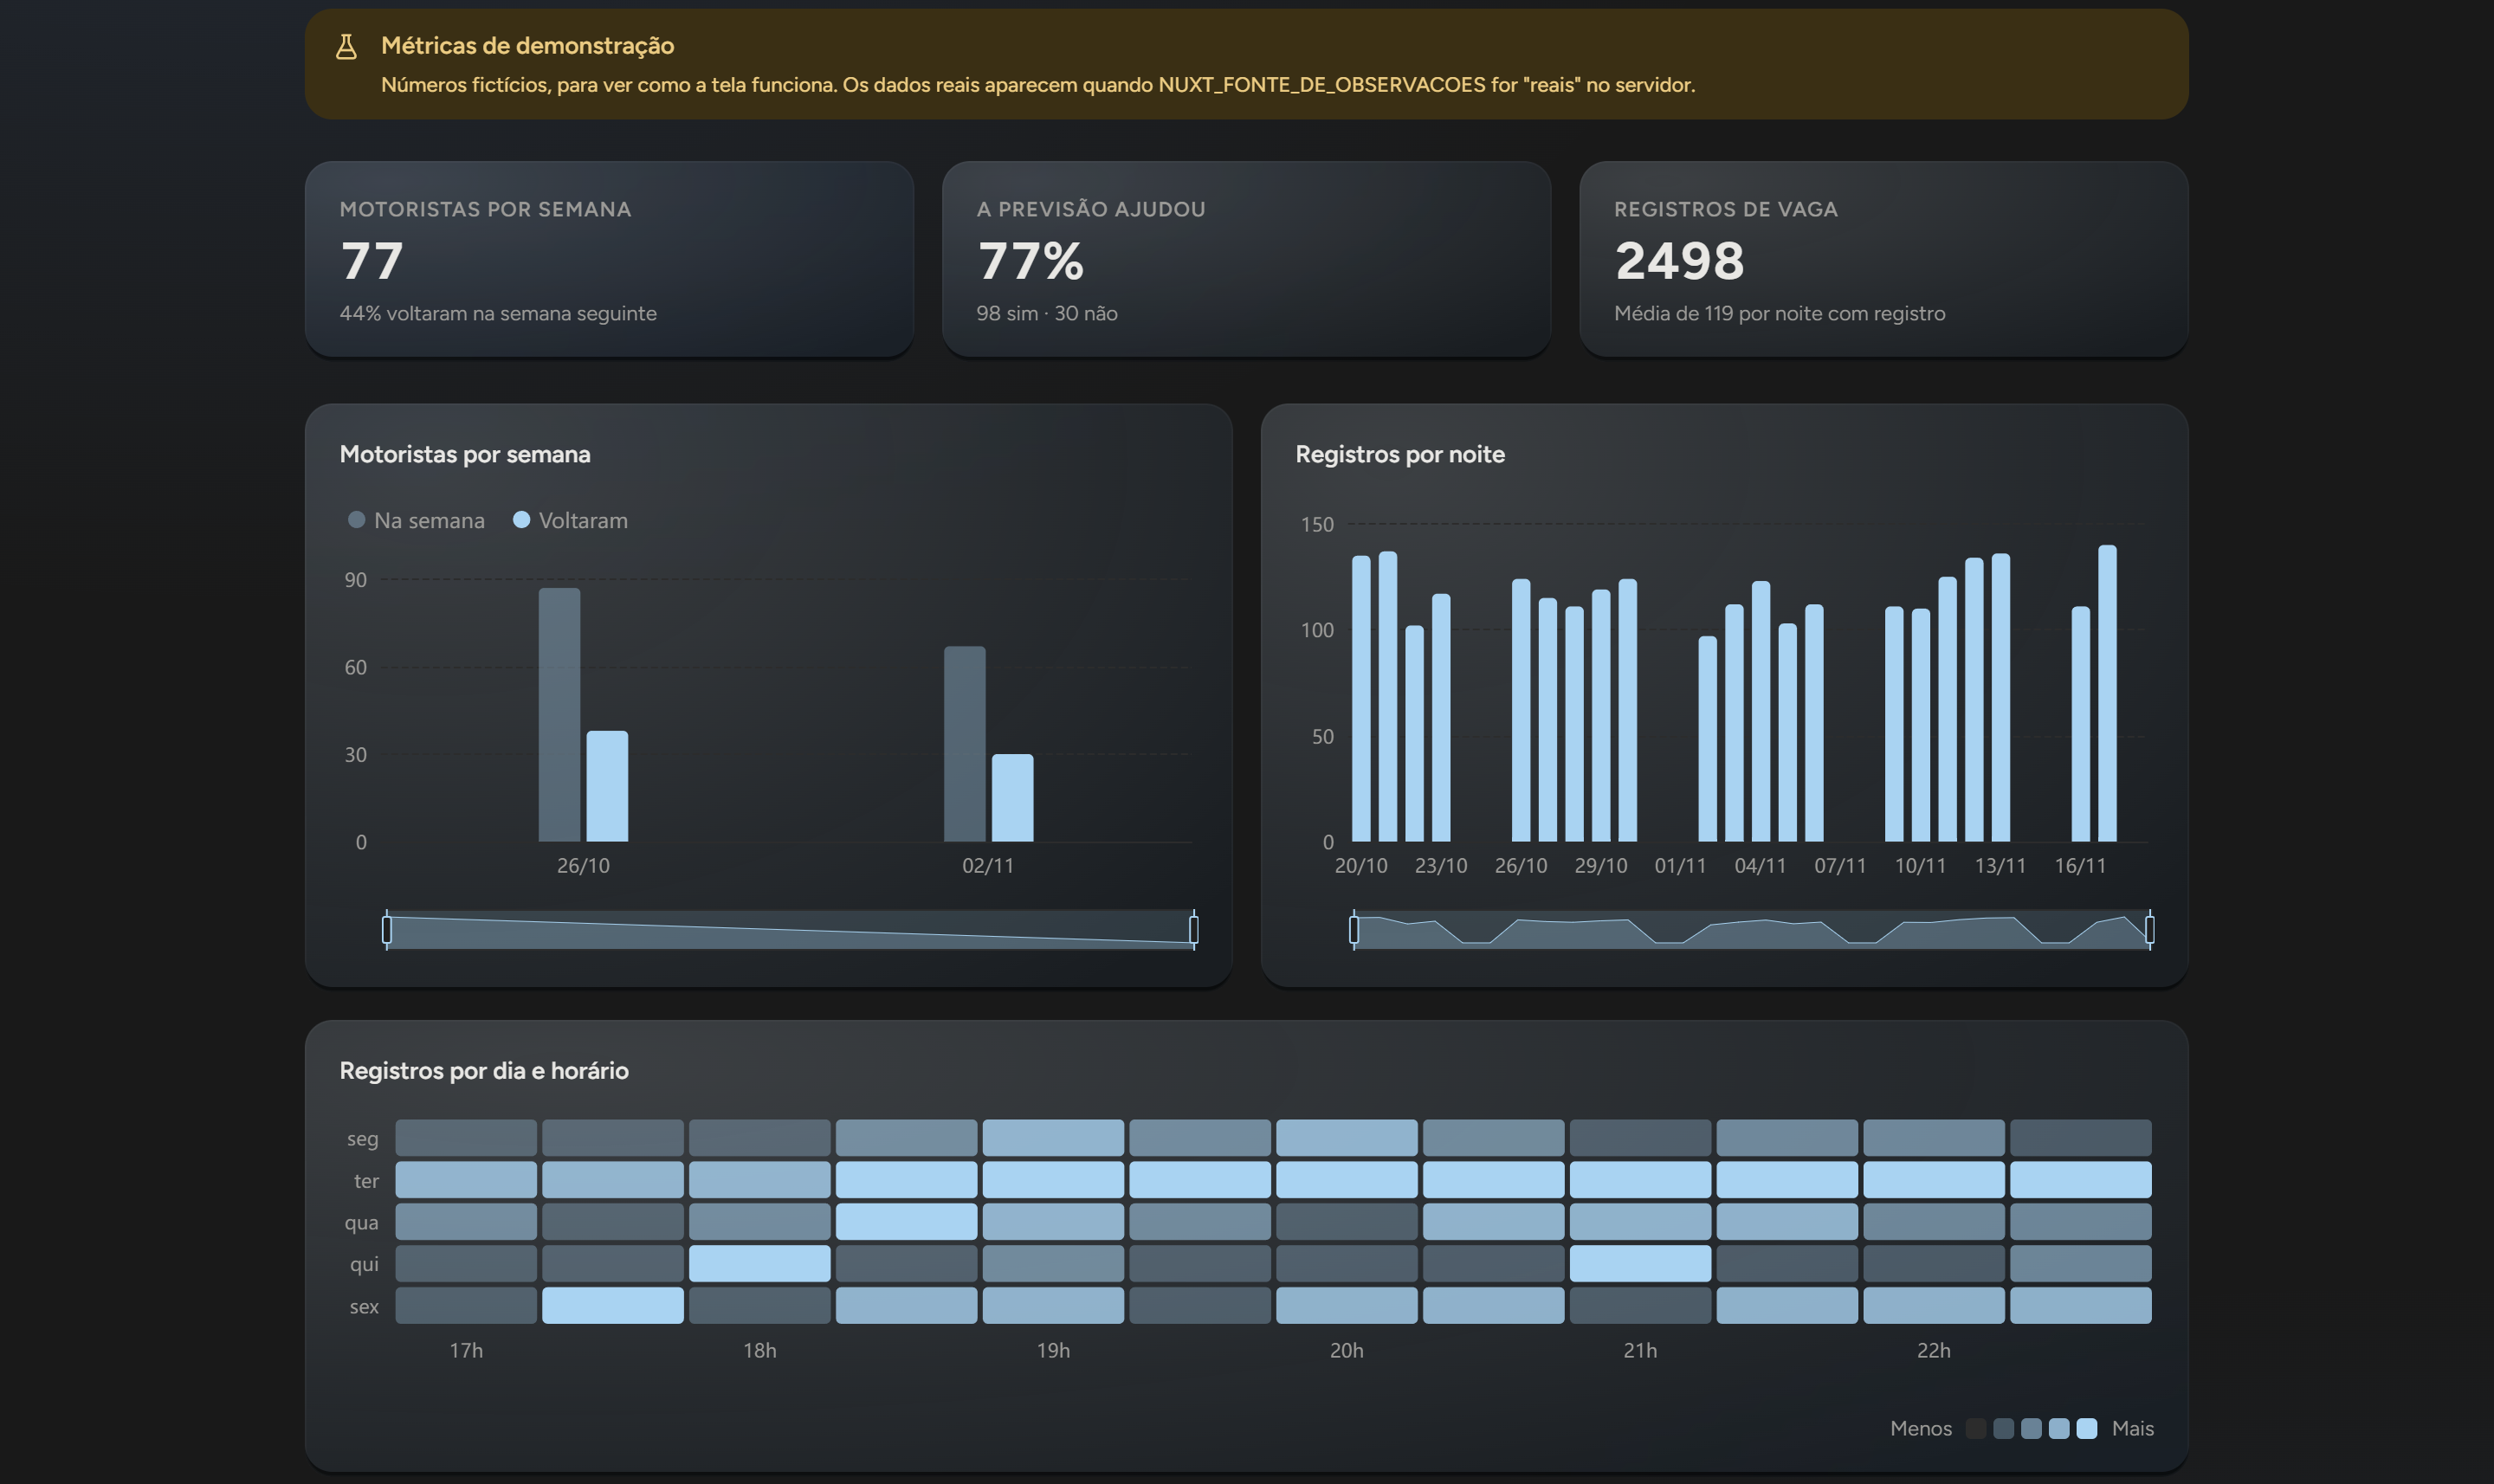 Métricas de demonstração
Números fictícios, para ver como a tela funciona. Os dados reais aparecem quando NUXT_FONTE_DE_OBSERVACOES for "reais" no servidor.
MOTORISTAS POR SEMANA
77
44% voltaram na semana seguinte
A PREVISÃO AJUDOU
77%
98 sim · 30 não
REGISTROS DE VAGA
2498
Média de 119 por noite com registro
Motoristas por semana
Na semana Voltaram
90
60
30
0
26/10 02/11
Registros por noite
150
100
50
0
20/10 23/10 26/10 29/10 01/11 04/11 07/11 10/11 13/11 16/11
Registros por dia e horário
seg
ter
qua
qui
sex
17h 18h 19h 20h 21h 22h
Menos Mais